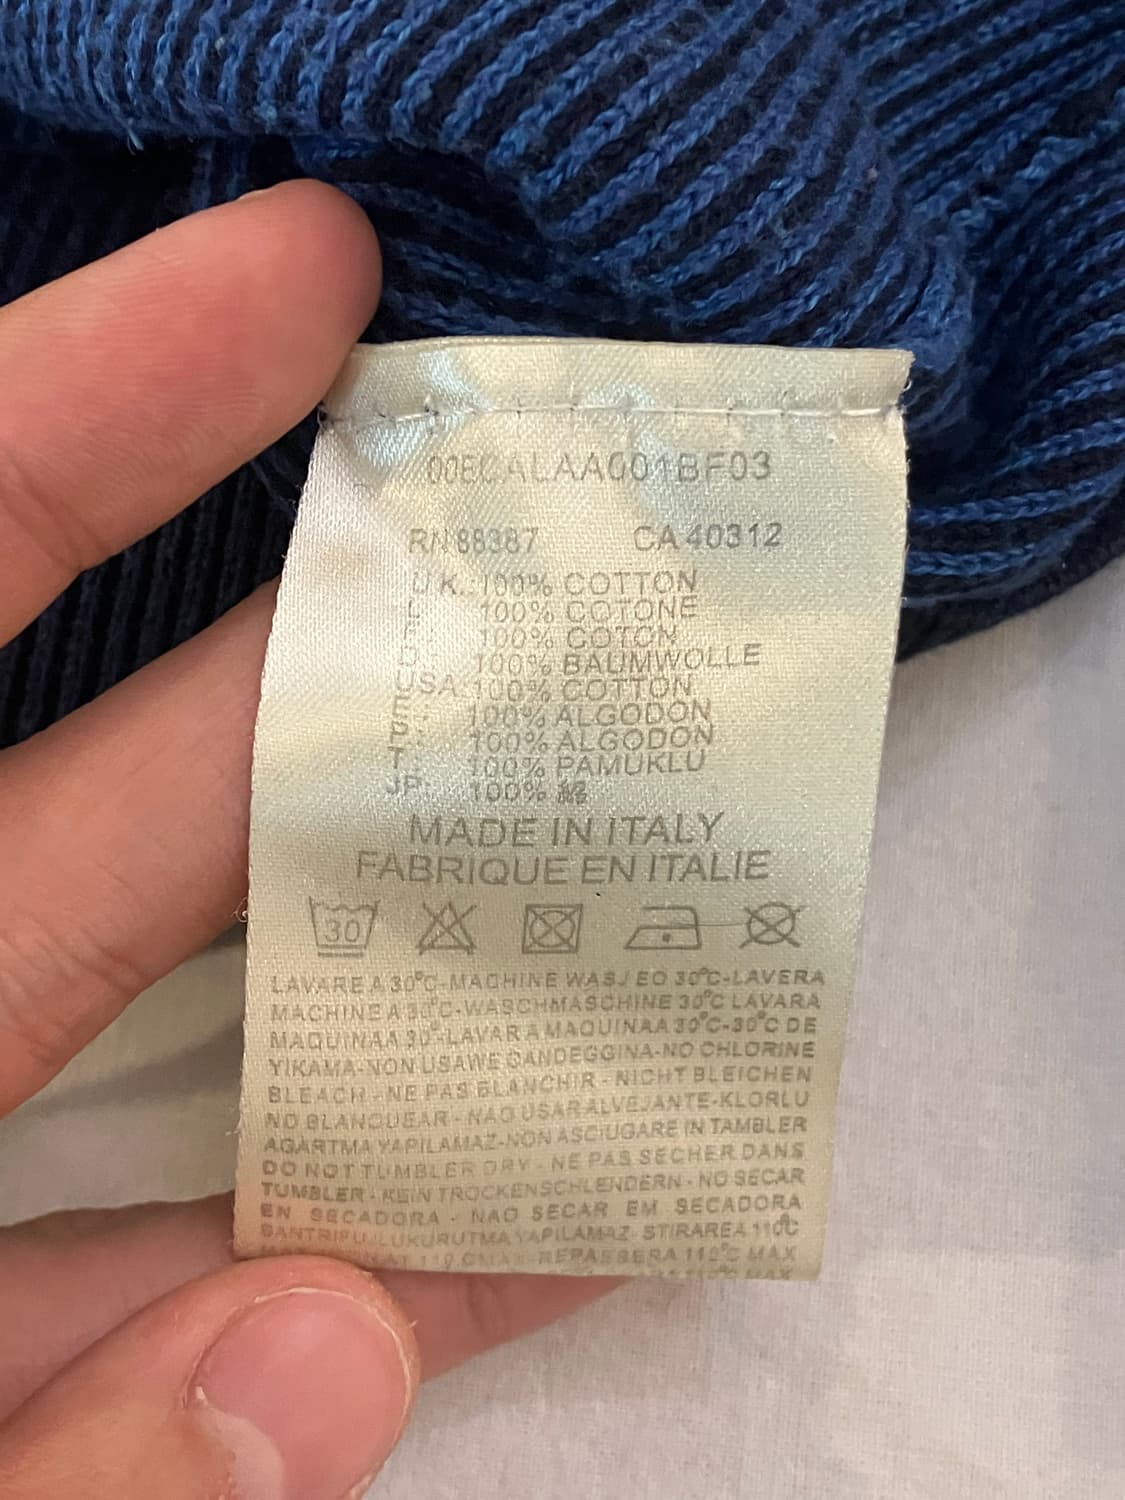 00ECALAA001BF03
RN 88387 CA 40312
U.K.: 100% COTTON
I.: 100% COTONE
F.: 100% COTON
D.: 100% BAUMWOLLE
USA: 100% COTTON
E.: 100% ALGODON
P.: 100% ALGODON
T.: 100% PAMUKLU
JP: 100% 綿
MADE IN ITALY
FABRIQUE EN ITALIE
30
LAVARE A 30°C-MACHINE 30°C-LAVERA
MACHINE A 30°C-WASCHMASCHINE 30°C LAVARA
MAQUINAA 30°-LAVAR A MAQUINAA 30°C-30°C DE
YIKAMA-NON USAWE CANDEGGINA-NO CHLORINE
BLEACH - NE PAS BLANCHIR - NICHT BLEICHEN
NO BLANQUEAR - NAO USAR ALVEJANTE-KLORLU
AGARTMA YAPILAMAZ-NON ASCIUGARE IN TAMBLER
DO NOT TUMBLER DRY - NE PAS SECHER DANS
TUMBLER - KEIN TROCKENSCHLENDERN - NO SECAR
EN SECADORA - NAO SECAR EM SECADORA
YAPILAMAZ- STIRARE A 110°C
REPASSERA 110°C MAX